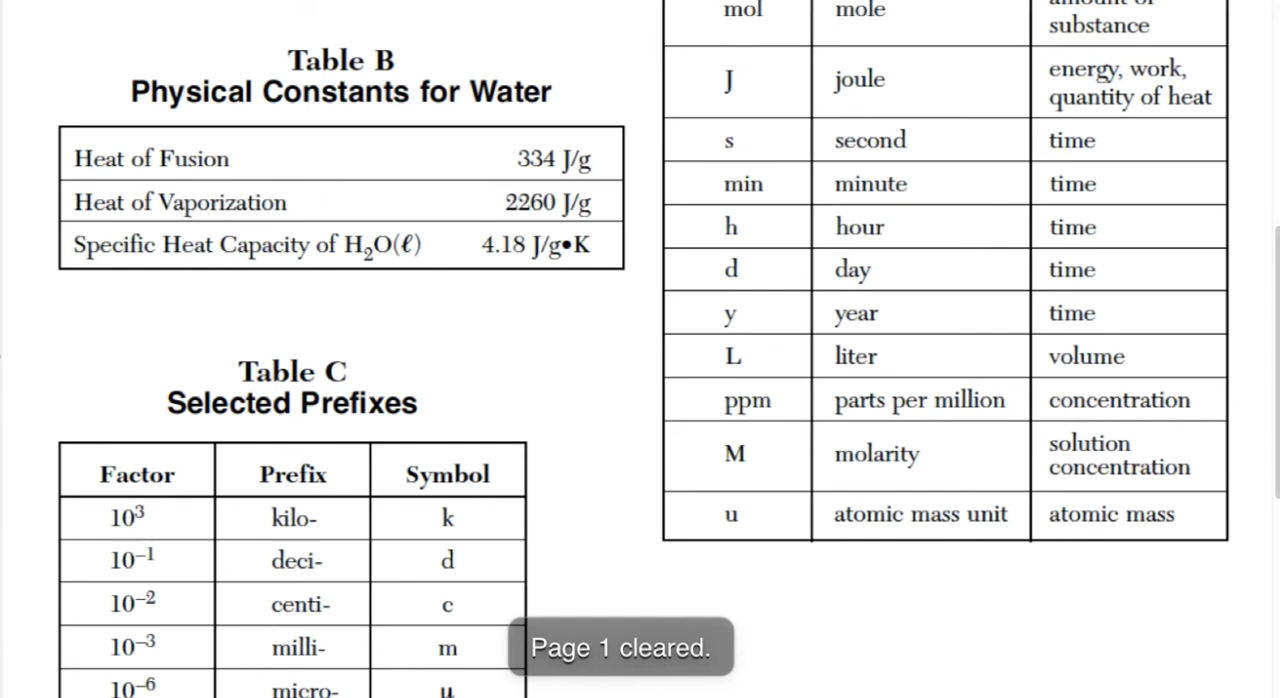 Table B
Physical Constants for Water
Heat of Fusion 334 J/g
Heat of Vaporization 2260 J/g
Specific Heat Capacity of H₂O(ℓ) 4.18 J/g•K
Table C
Selected Prefixes
Factor Prefix Symbol
10³ kilo- k
10⁻¹ deci- d
10⁻² centi- c
10⁻³ milli- m
10⁻⁶ micro- μ
mol mole amount of
substance
J joule energy, work,
quantity of heat
s second time
min minute time
h hour time
d day time
y year time
L liter volume
ppm parts per million concentration
M molarity solution
concentration
u atomic mass unit atomic mass
Page 1 cleared.